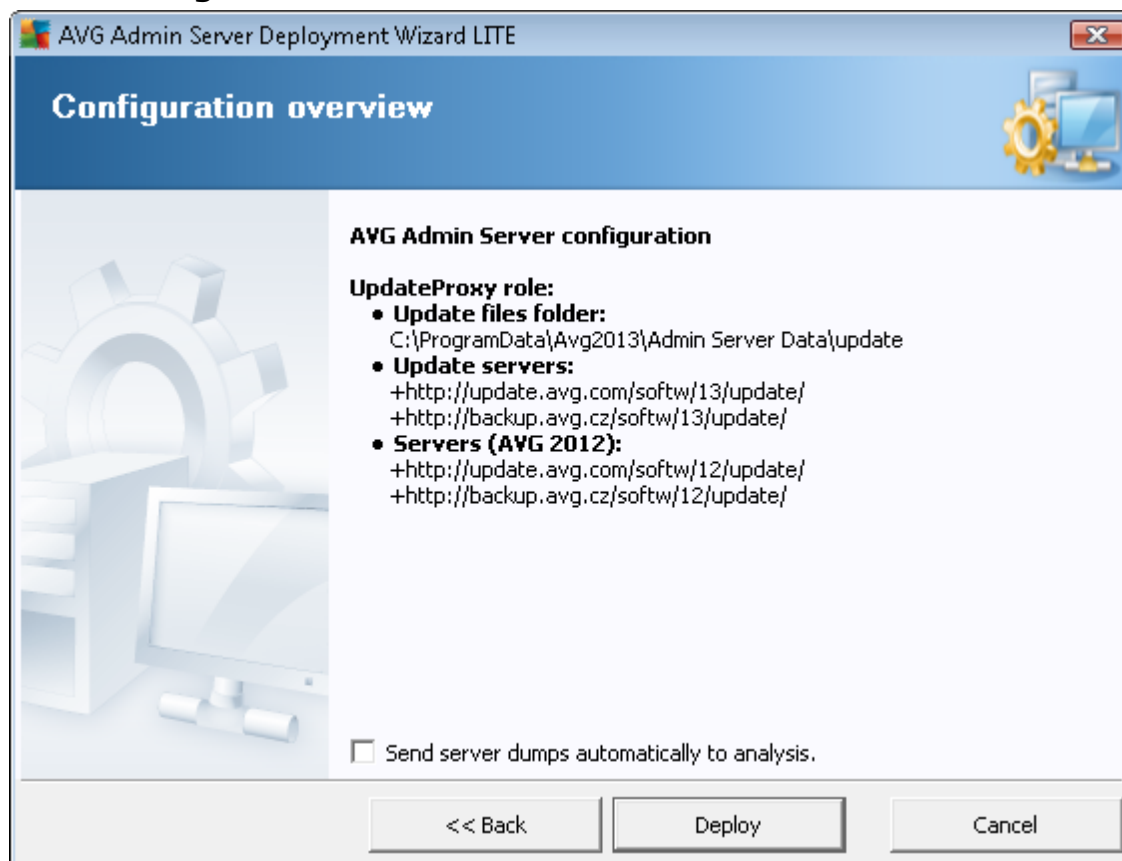 AVG Admin Server Deployment Wizard LITE
Configuration overview
AVG Admin Server configuration
UpdateProxy role:
● Update files folder:
C:\ProgramData\Avg2013\Admin Server Data\update
● Update servers:
+http://update.avg.com/softw/13/update/
+http://backup.avg.cz/softw/13/update/
● Servers (AVG 2012):
+http://update.avg.com/softw/12/update/
+http://backup.avg.cz/softw/12/update/
Send server dumps automatically to analysis.
<< Back
Deploy
Cancel